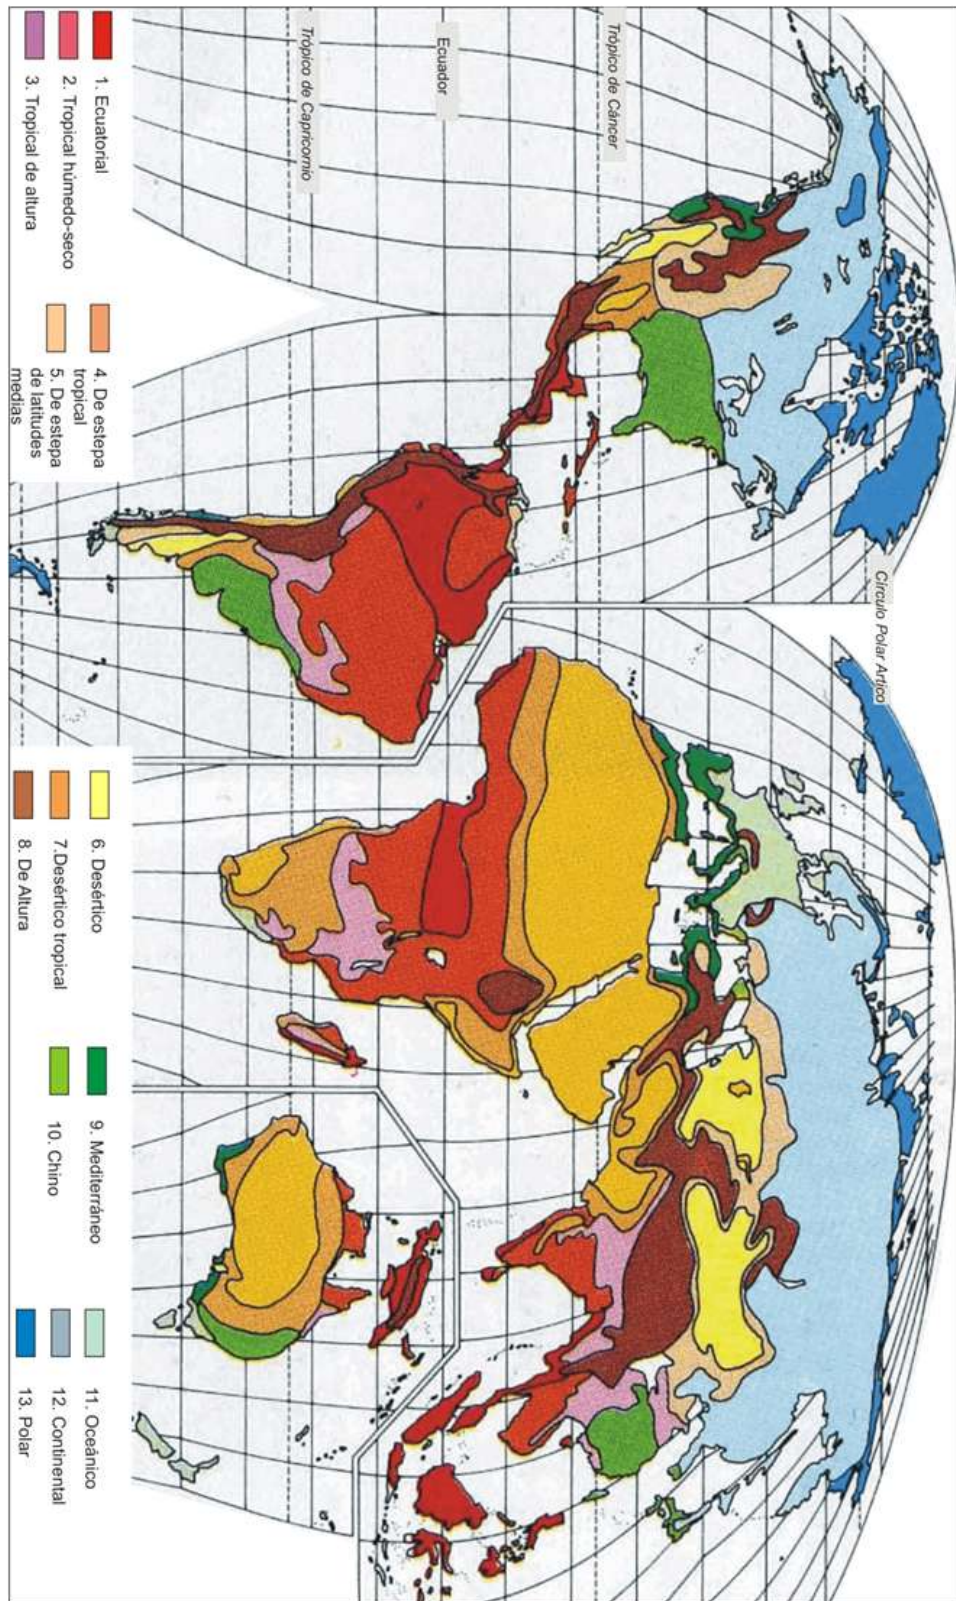 Círculo Polar Artico
Trópico de Cáncer
Ecuador
Trópico de Capricornio
1. Ecuatorial
2. Tropical húmedo-seco
3. Tropical de altura
4. De estepa
tropical
5. De estepa
de latitudes
medias
6. Desértico
7.Desértico tropical
8. De Altura
9. Mediterráneo
10. Chino
11. Oceánico
12. Continental
13. Polar